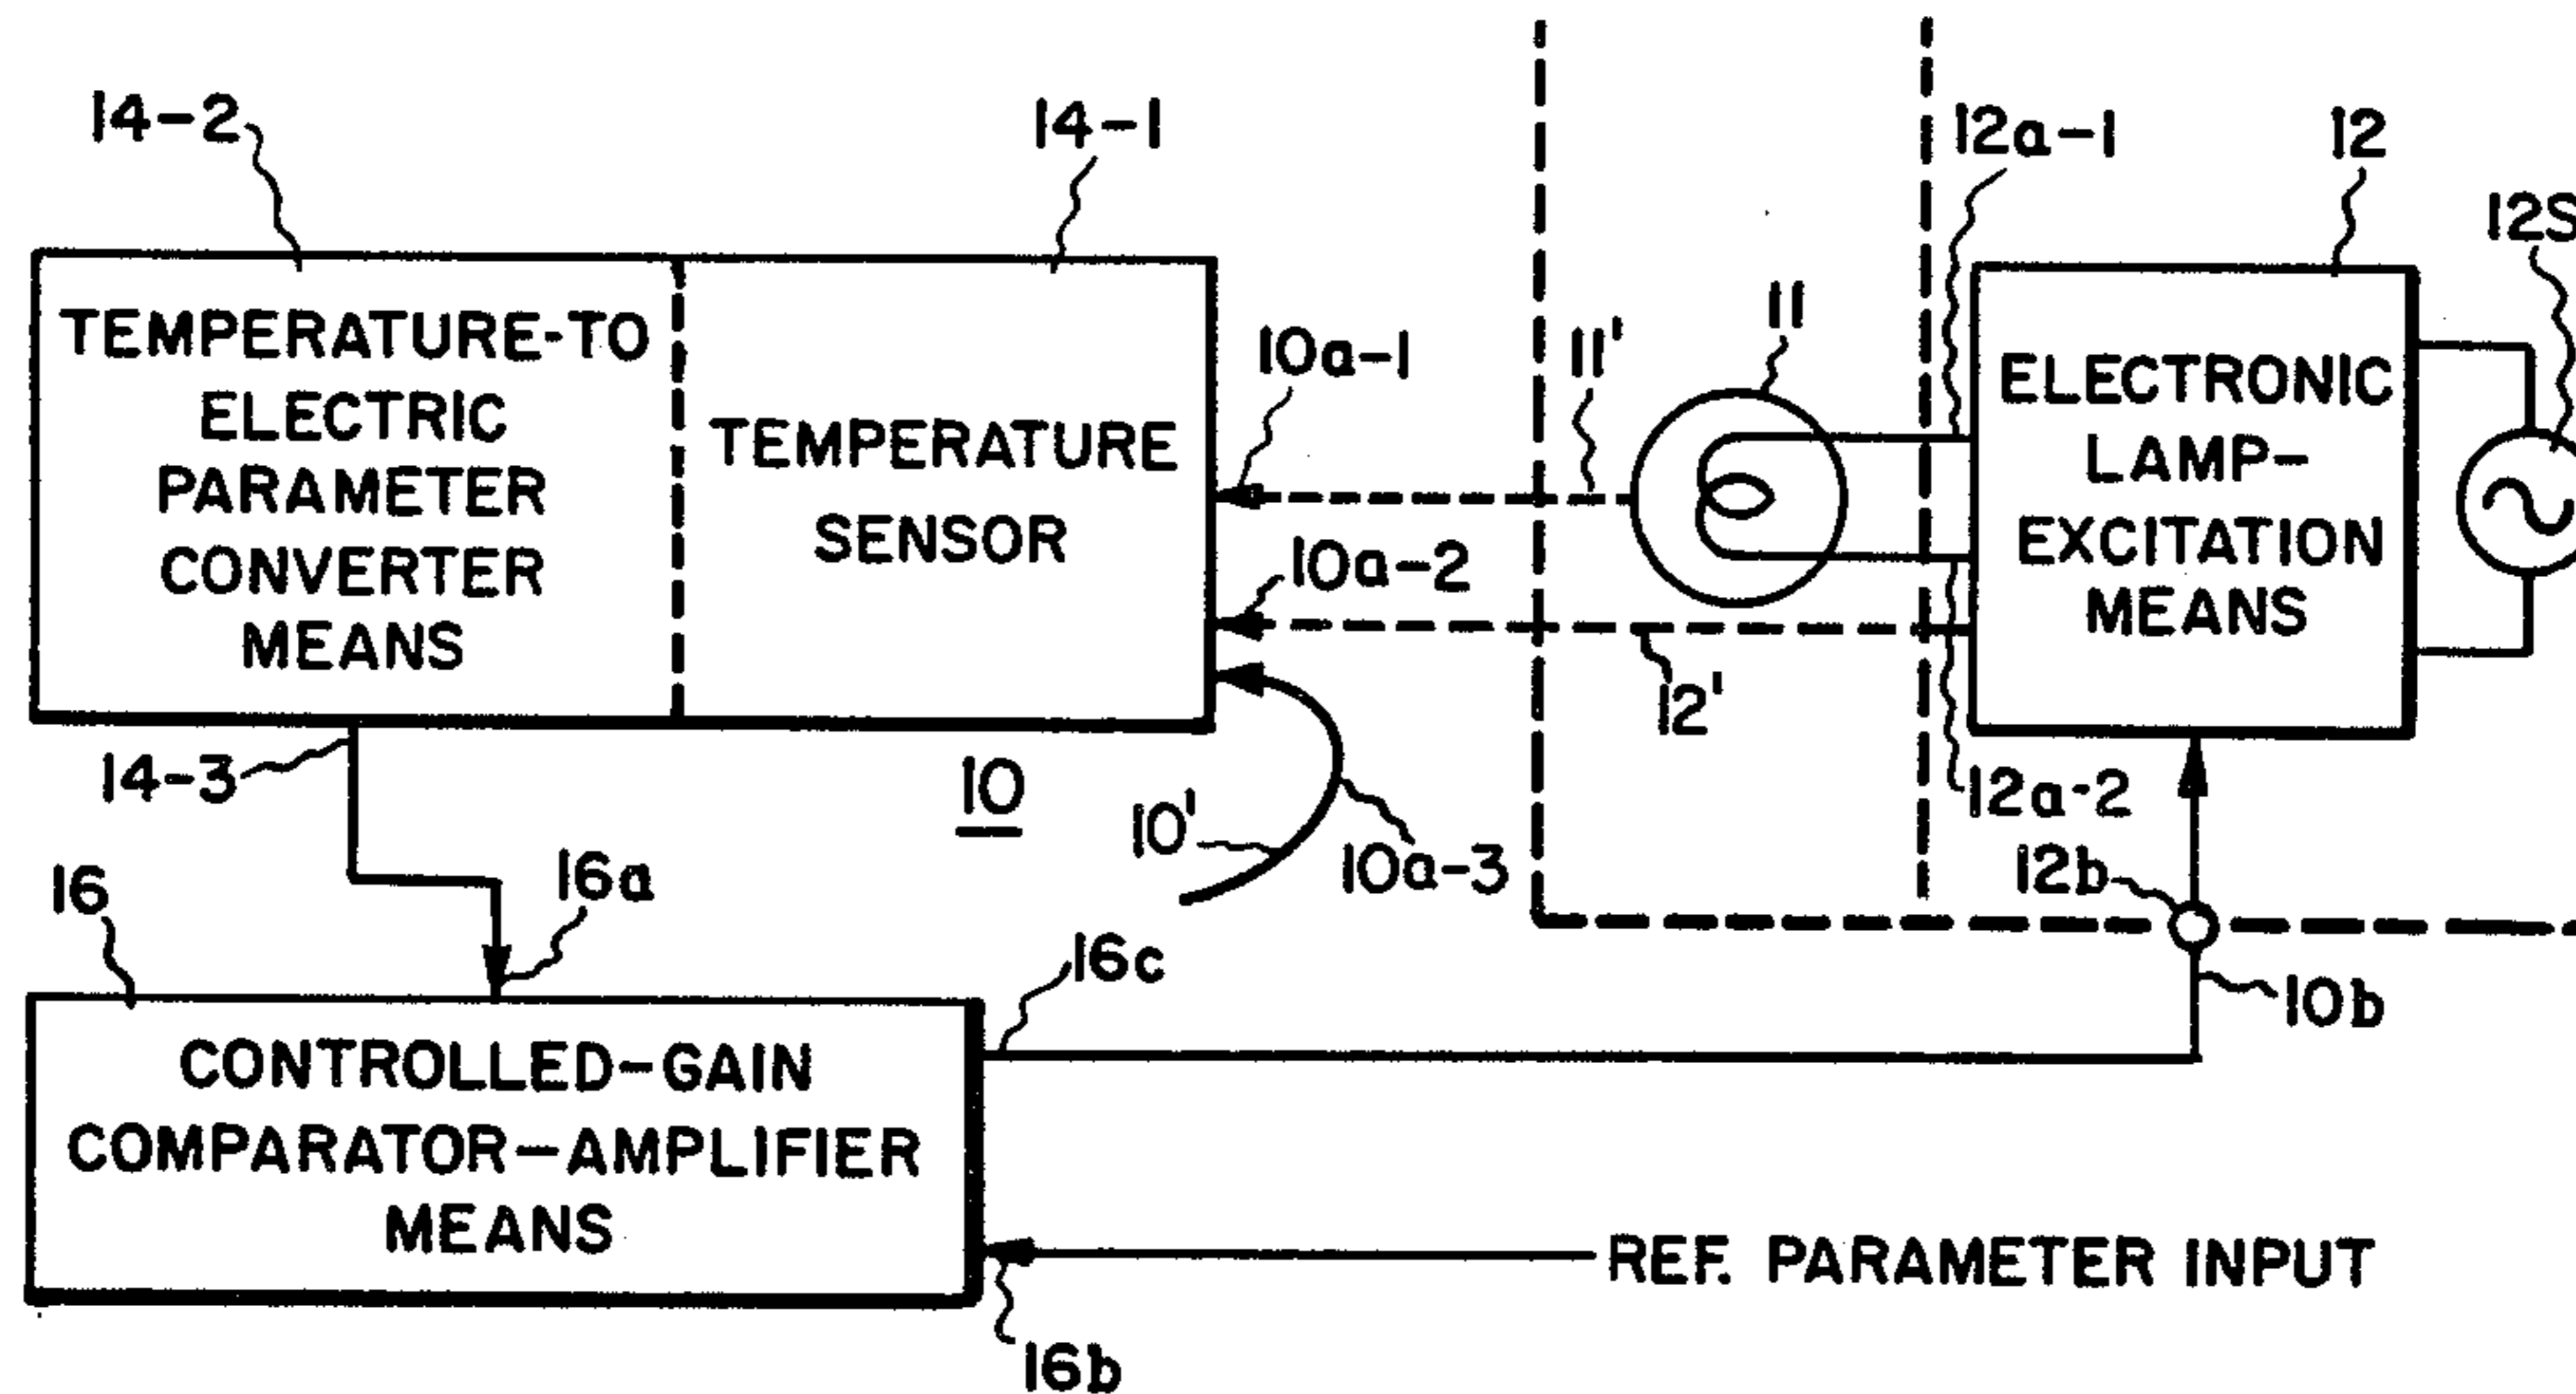 14-2
14-1
12a-1
12
12S
TEMPERATURE-TO
ELECTRIC
PARAMETER
CONVERTER
MEANS
TEMPERATURE
SENSOR
10a-1
10a-2
11'
11
ELECTRONIC
LAMP-
EXCITATION
MEANS
12'
14-3
10
10'
10a-3
12a-2
12b
10b
16
16a
16c
CONTROLLED-GAIN
COMPARATOR-AMPLIFIER
MEANS
REF. PARAMETER INPUT
16b